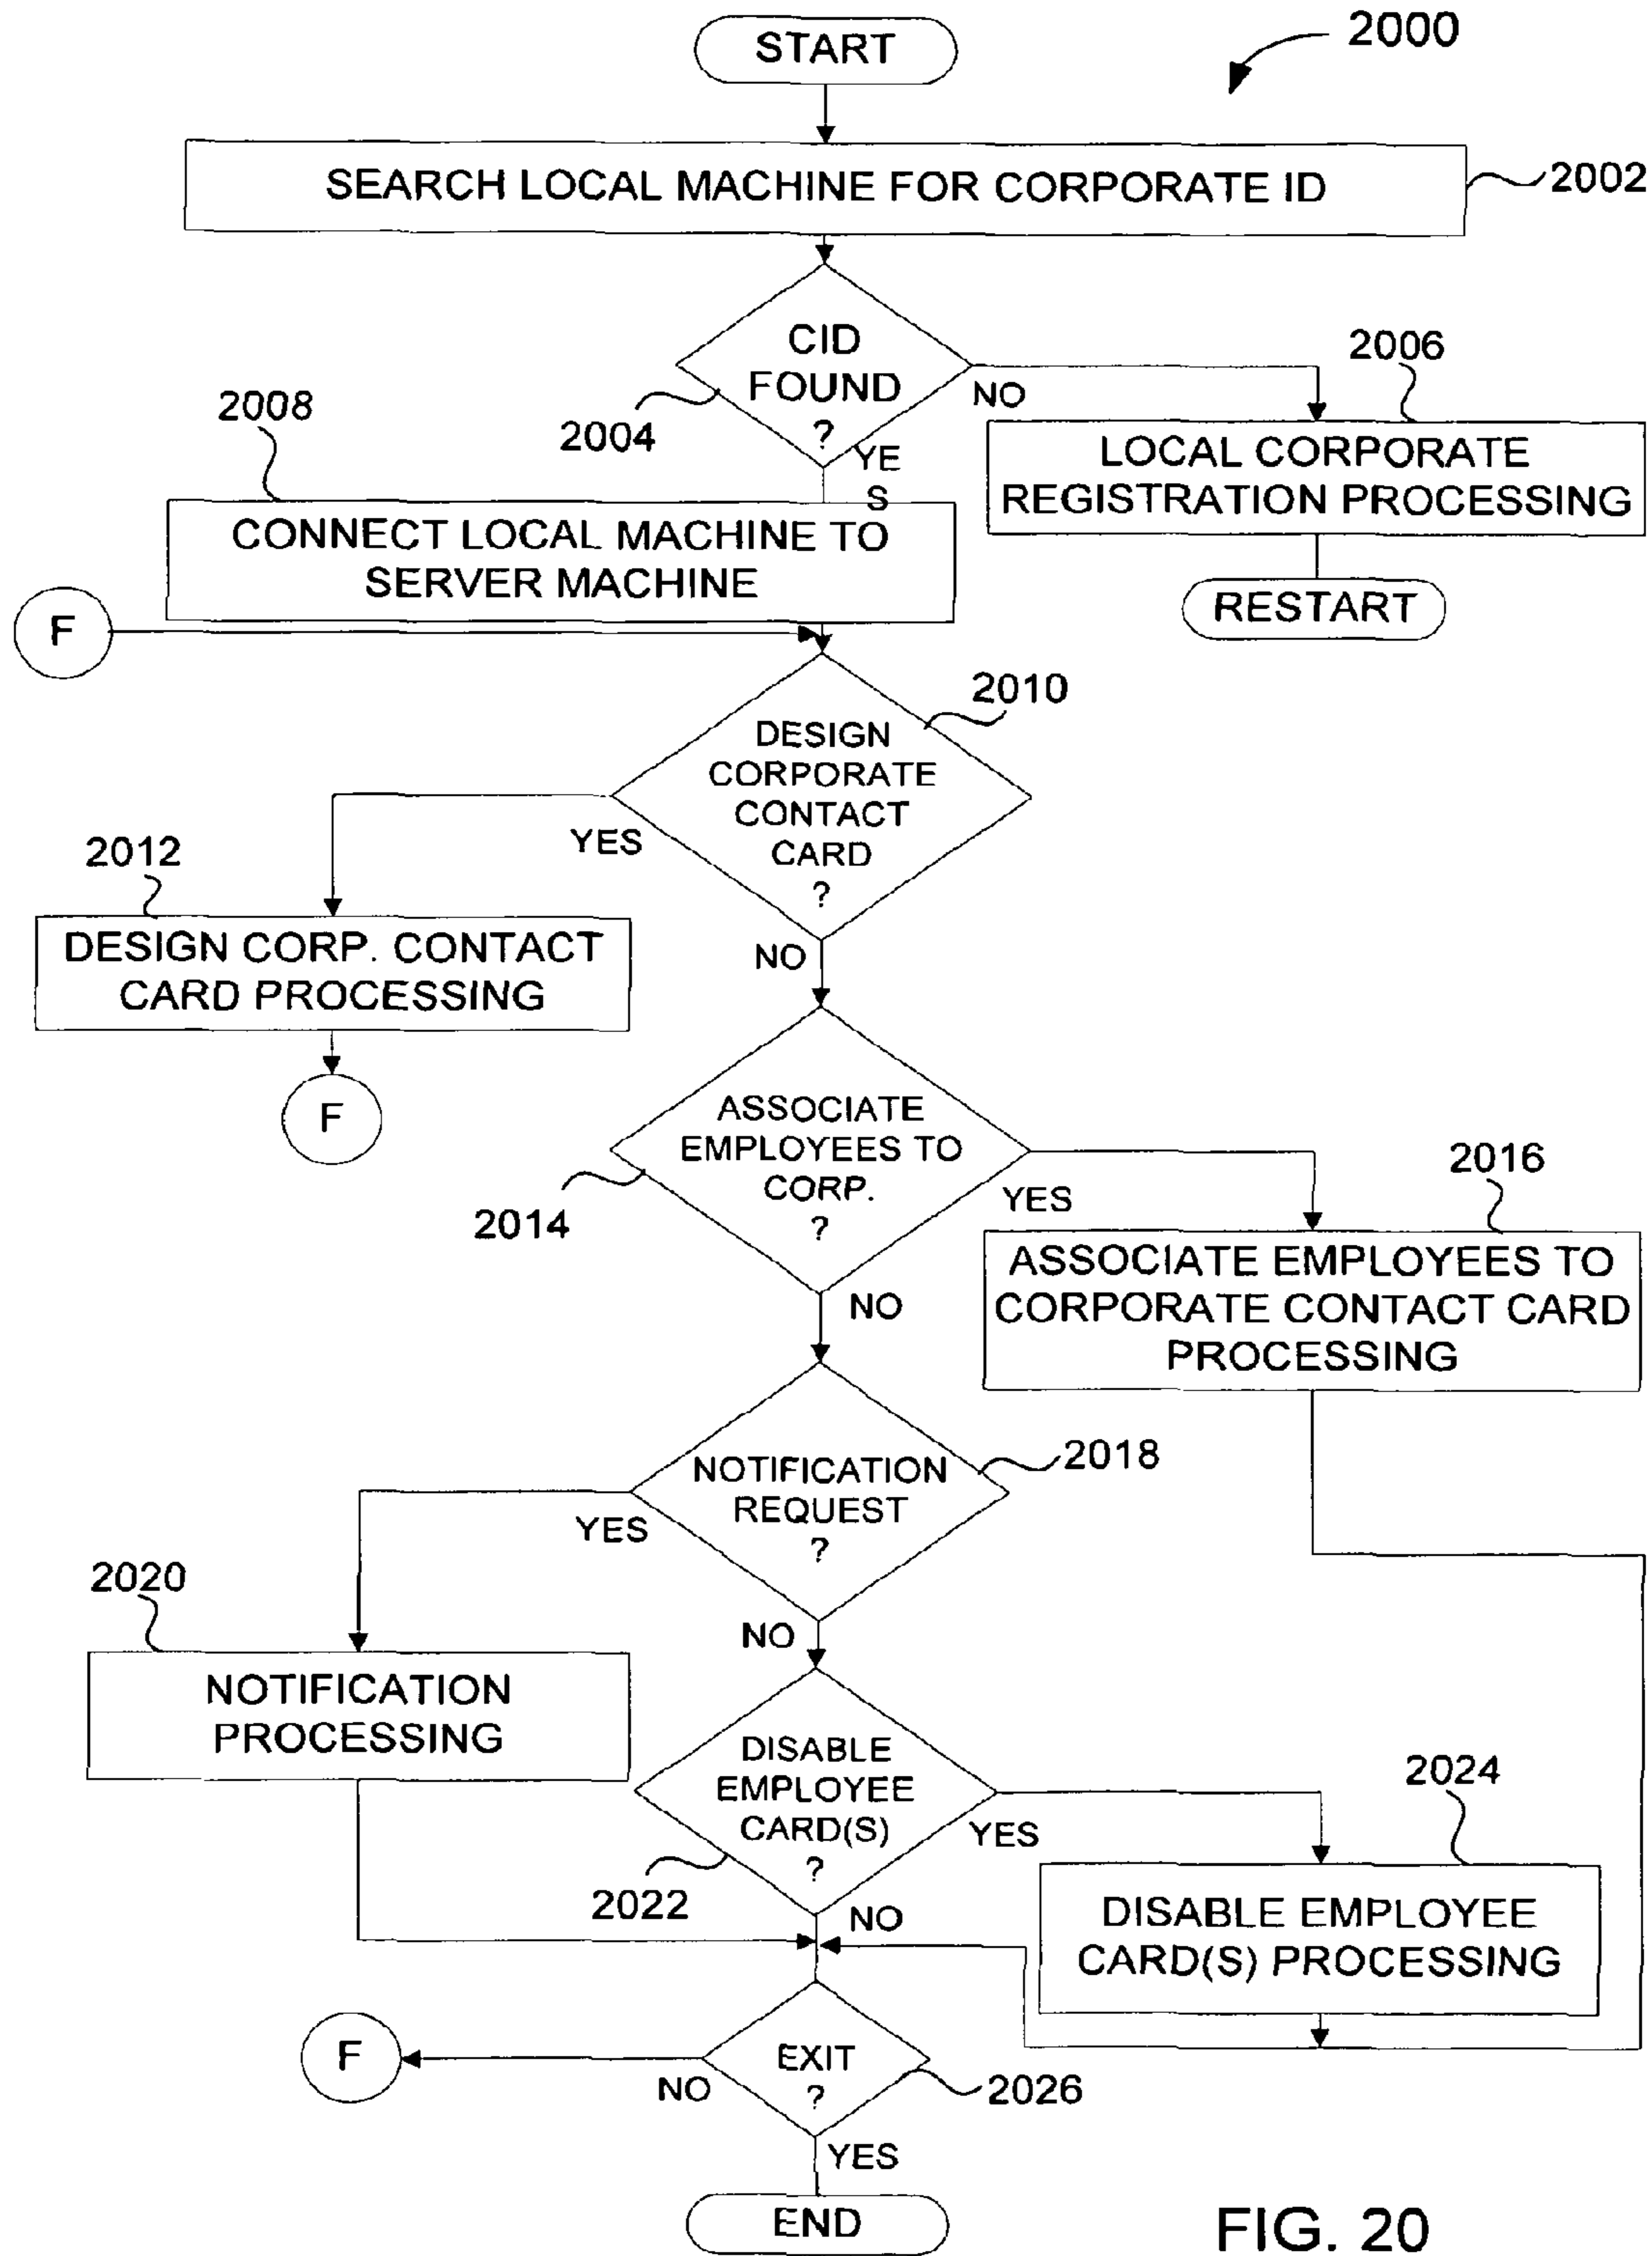 START
2000
SEARCH LOCAL MACHINE FOR CORPORATE ID
2002
CID
FOUND
?
2004
NO
2006
LOCAL CORPORATE
REGISTRATION PROCESSING
RESTART
YE
S
2008
CONNECT LOCAL MACHINE TO
SERVER MACHINE
F
2010
DESIGN
CORPORATE
CONTACT
CARD
?
YES
2012
DESIGN CORP. CONTACT
CARD PROCESSING
F
NO
ASSOCIATE
EMPLOYEES TO
CORP.
?
2014
YES
2016
ASSOCIATE EMPLOYEES TO
CORPORATE CONTACT CARD
PROCESSING
NO
NOTIFICATION
REQUEST
?
2018
YES
2020
NOTIFICATION
PROCESSING
NO
DISABLE
EMPLOYEE
CARD(S)
?
2022
YES
2024
DISABLE EMPLOYEE
CARD(S) PROCESSING
NO
EXIT
?
2026
NO
F
YES
END
FIG. 20